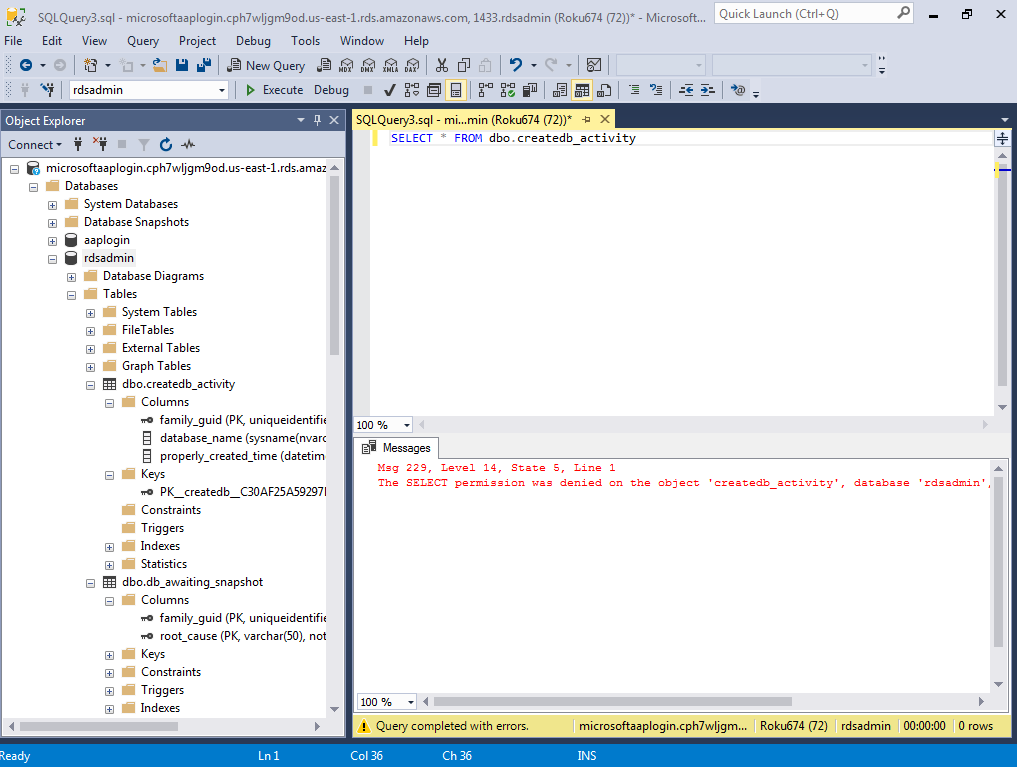 SQLQuery3.sql - microsoftaaplogin.cph7wljgm9od.us-east-1.rds.amazonaws.com, 1433.rdsadmin (Roku674 (72))* - Microsoft...
Quick Launch (Ctrl+Q)
File Edit View Query Project Debug Tools Window Help
New Query MDX DMX XMLA DAX
rdsadmin Execute Debug
Object Explorer
SQLQuery3.sql - mi...min (Roku674 (72))*
Connect
SELECT * FROM dbo.createdb_activity
microsoftaaplogin.cph7wljgm9od.us-east-1.rds.amaz
Databases
System Databases
Database Snapshots
aaplogin
rdsadmin
Database Diagrams
Tables
System Tables
FileTables
External Tables
Graph Tables
dbo.createdb_activity
Columns
family_guid (PK, uniqueidentifie
database_name (sysname(nvarc
properly_created_time (datetim
Keys
PK__createdb__C30AF25A59297
Constraints
Triggers
Indexes
Statistics
dbo.db_awaiting_snapshot
Columns
family_guid (PK, uniqueidentifie
root_cause (PK, varchar(50), not
Keys
Constraints
Triggers
Indexes
100 %
Messages
Msg 229, Level 14, State 5, Line 1
The SELECT permission was denied on the object 'createdb_activity', database 'rdsadmin',
100 %
Query completed with errors. microsoftaaplogin.cph7wljgm... Roku674 (72) rdsadmin 00:00:00 0 rows
Ready Ln 1 Col 36 Ch 36 INS